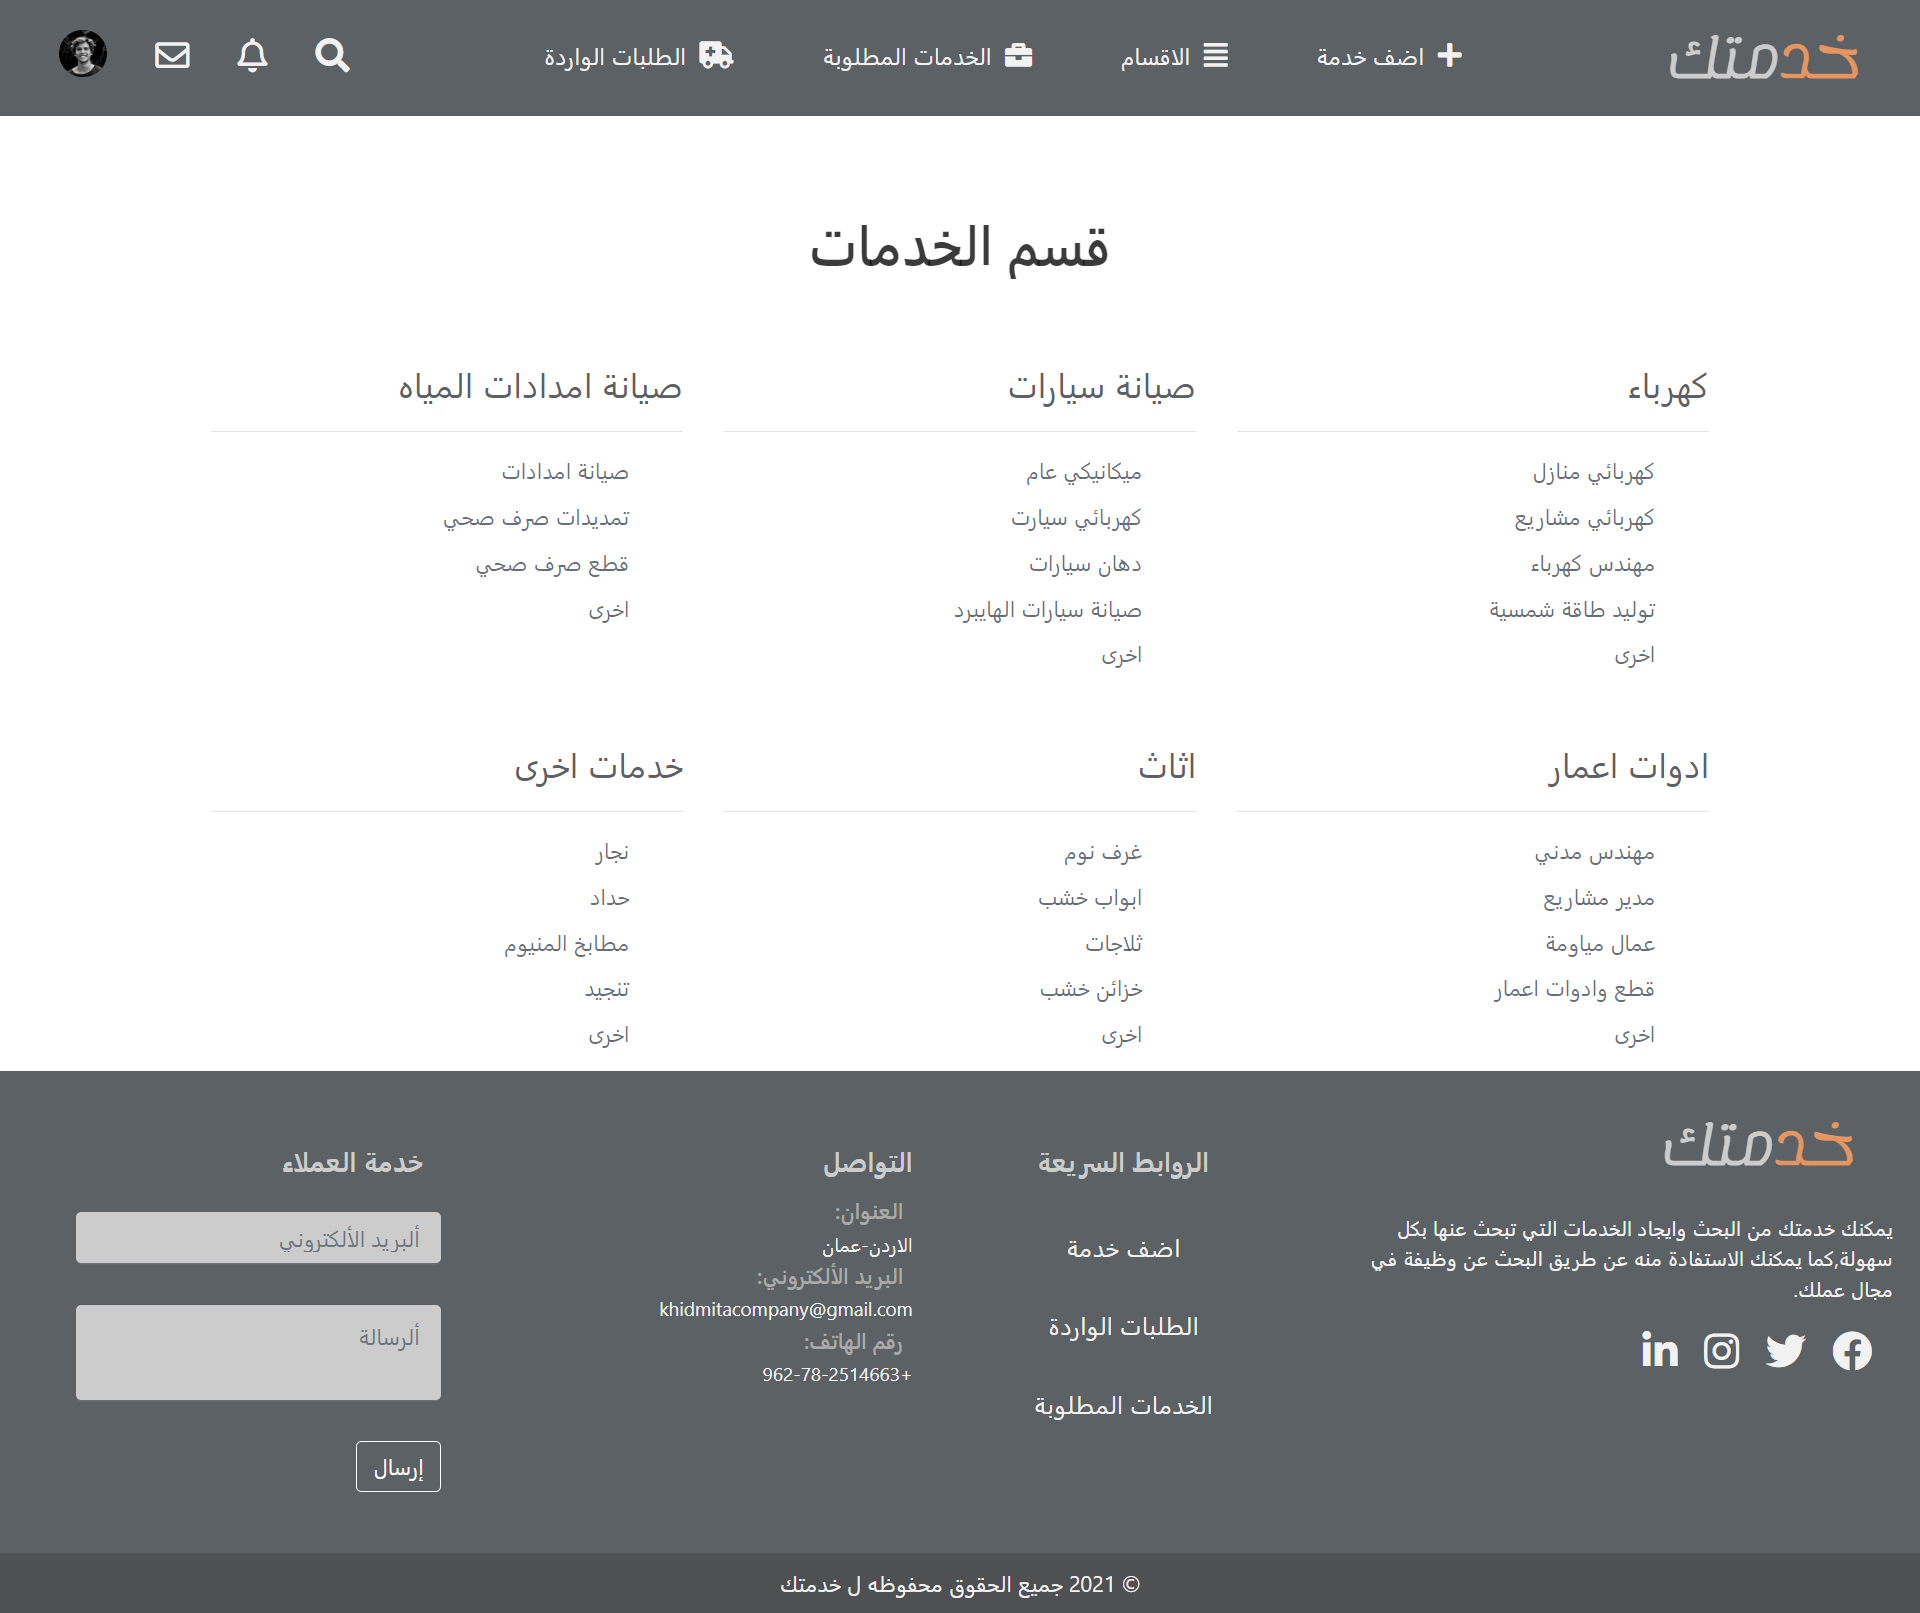 خدمتك
اضف خدمة
الاقسام
الخدمات المطلوبة
الطلبات الواردة
قسم الخدمات
كهرباء
كهربائي منازل
كهربائي مشاريع
مهندس كهرباء
توليد طاقة شمسية
اخرى
صيانة سيارات
ميكانيكي عام
كهربائي سيارت
دهان سيارات
صيانة سيارات الهايبرد
اخرى
صيانة امدادات المياه
صيانة امدادات
تمديدات صرف صحي
قطع صرف صحي
اخرى
ادوات اعمار
مهندس مدني
مدير مشاريع
عمال مياومة
قطع وادوات اعمار
اخرى
اثاث
غرف نوم
ابواب خشب
ثلاجات
خزائن خشب
اخرى
خدمات اخرى
نجار
حداد
مطابخ المنيوم
تنجيد
اخرى
خدمتك
يمكنك خدمتك من البحث وايجاد الخدمات التي تبحث عنها بكل
سهولة,كما يمكنك الاستفادة منه عن طريق البحث عن وظيفة في
مجال عملك.
الروابط السريعة
اضف خدمة
الطلبات الواردة
الخدمات المطلوبة
التواصل
العنوان:
الاردن-عمان
البريد الألكتروني:
khidmitacompany@gmail.com
رقم الهاتف:
962-78-2514663+
خدمة العملاء
ألبريد الألكتروني
ألرسالة
إرسال
© 2021 جميع الحقوق محفوظه ل خدمتك